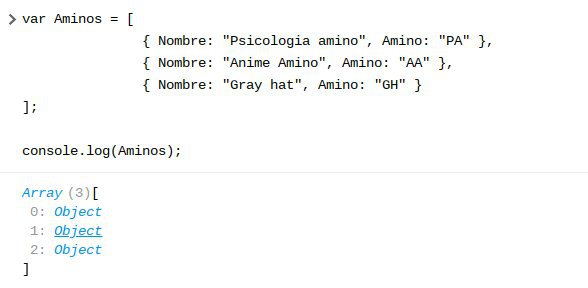 var Aminos = [
{ Nombre: "Psicologia amino", Amino: "PA" },
{ Nombre: "Anime Amino", Amino: "AA" },
{ Nombre: "Gray hat", Amino: "GH" }
];
console.log(Aminos);
Array (3)[
0: Object
1: Object
2: Object
]